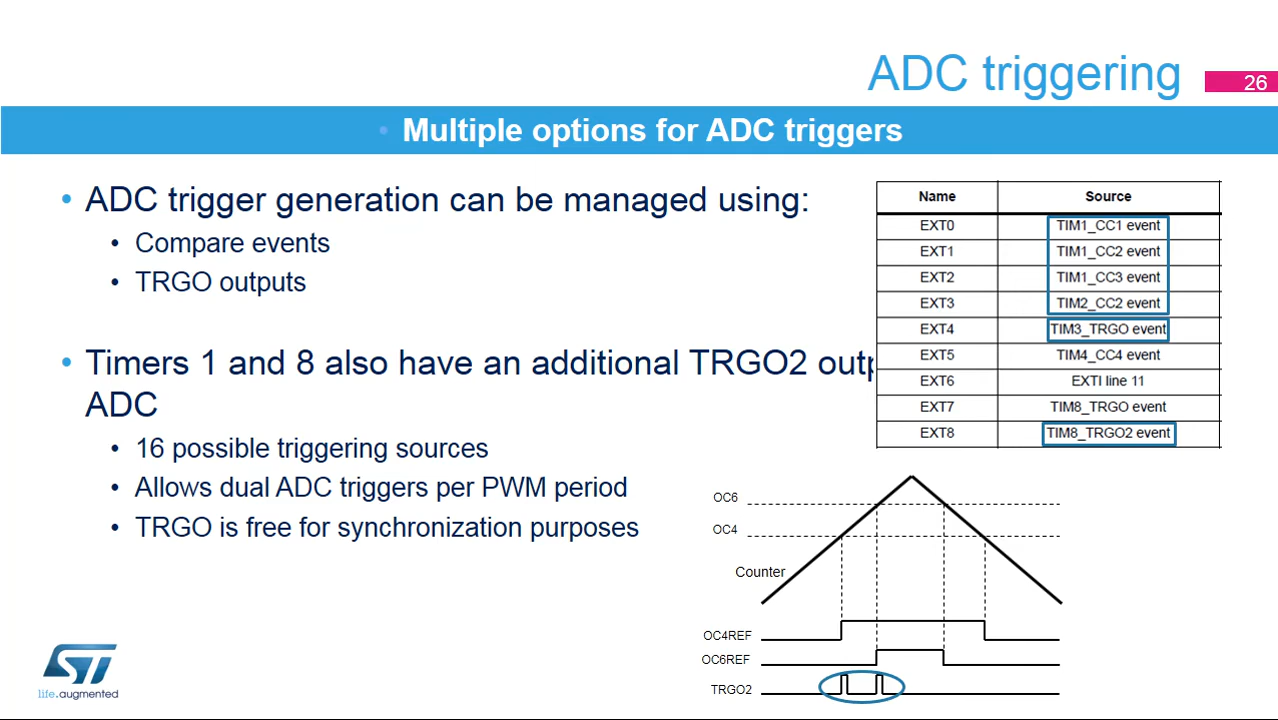 ADC triggering
26
• Multiple options for ADC triggers
• ADC trigger generation can be managed using:
• Compare events
• TRGO outputs
• Timers 1 and 8 also have an additional TRGO2
ADC
• 16 possible triggering sources
• Allows dual ADC triggers per PWM period
• TRGO is free for synchronization purposes
Name Source
EXT0 TIM1_CC1 event
EXT1 TIM1_CC2 event
EXT2 TIM1_CC3 event
EXT3 TIM2_CC2 event
EXT4 TIM3_TRGO event
EXT5 TIM4_CC4 event
EXT6 EXTI line 11
EXT7 TIM8_TRGO event
EXT8 TIM8_TRGO2 event
OC6
OC4
Counter
OC4REF
OC6REF
TRGO2
ST
life.augmented